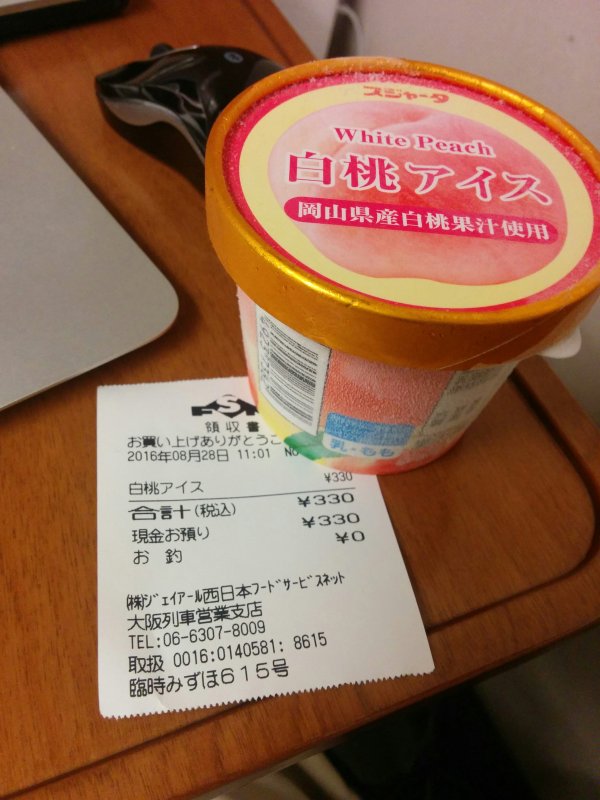 スジャータ
White Peach
白桃アイス
岡山県産白桃果汁使用
乳・もも
領収書
お買い上げありがとうご
2016年08月28日 11:01 No
¥330
白桃アイス
合計(税込) ¥330
現金お預り ¥330
お釣 ¥0
㈱ジェイアール西日本フードサービスネット
大阪列車営業支店
TEL:06-6307-8009
取扱 0016:0140581: 8615
臨時みずほ615号